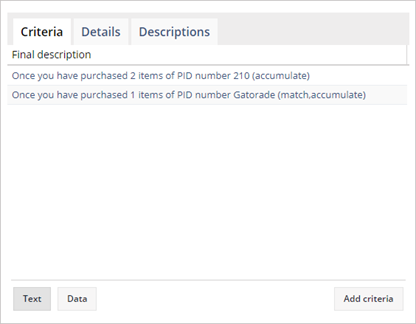 Criteria Details Descriptions
Final description
Once you have purchased 2 items of PID number 210 (accumulate)
Once you have purchased 1 items of PID number Gatorade (match,accumulate)
Text Data Add criteria